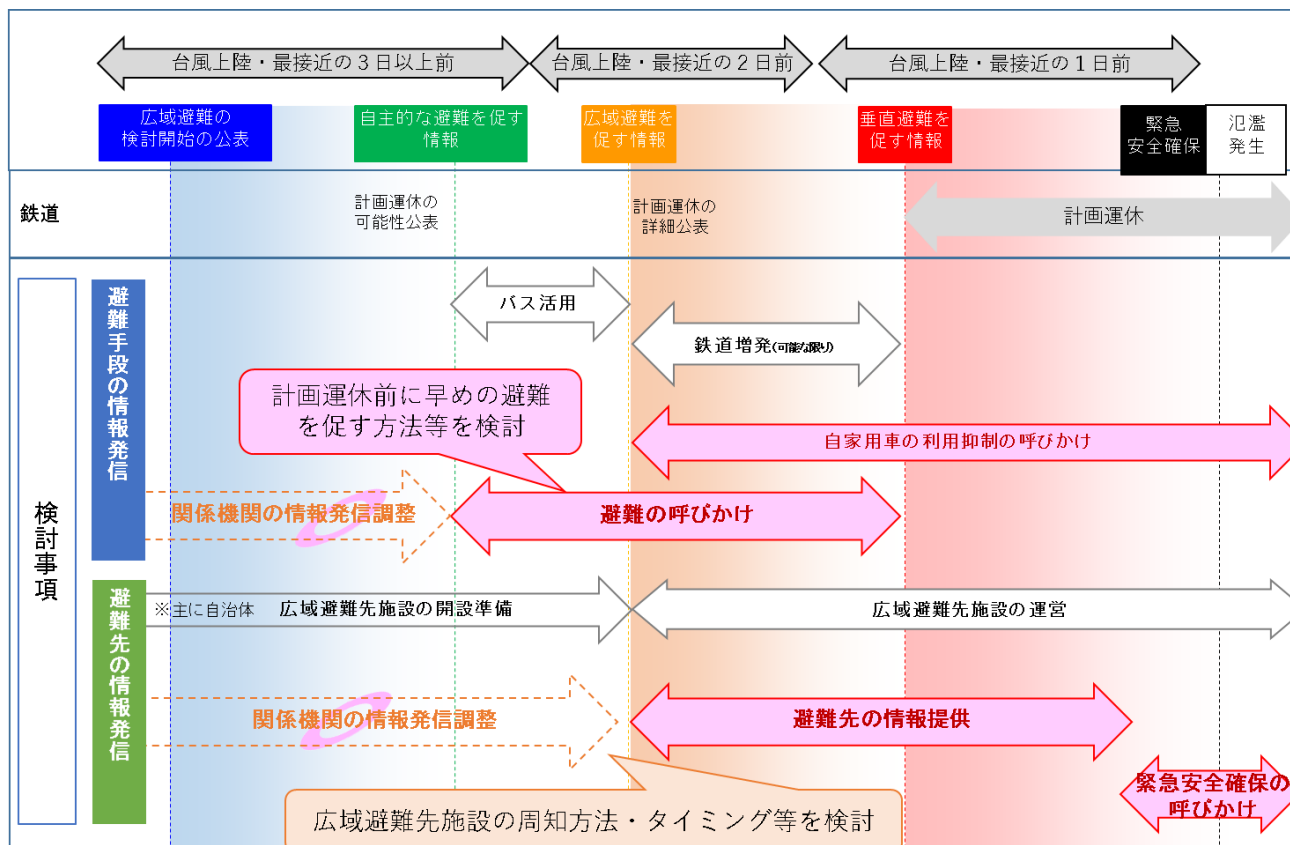 台風上陸・最接近の３日以上前
台風上陸・最接近の２日前
台風上陸・最接近の１日前
広域避難の
検討開始の公表
自主的な避難を促す
情報
広域避難を
促す情報
垂直避難を
促す情報
緊急
安全確保
氾濫
発生
鉄道
計画運休の
可能性公表
計画運休の
詳細公表
計画運休
検討事項
避難手段の情報発信
バス活用
鉄道増発(可能な限り)
計画運休前に早めの避難
を促す方法等を検討
自家用車の利用抑制の呼びかけ
関係機関の情報発信調整
避難の呼びかけ
避難先の情報発信
※主に自治体
広域避難先施設の開設準備
広域避難先施設の運営
関係機関の情報発信調整
避難先の情報提供
緊急安全確保の
呼びかけ
広域避難先施設の周知方法・タイミング等を検討